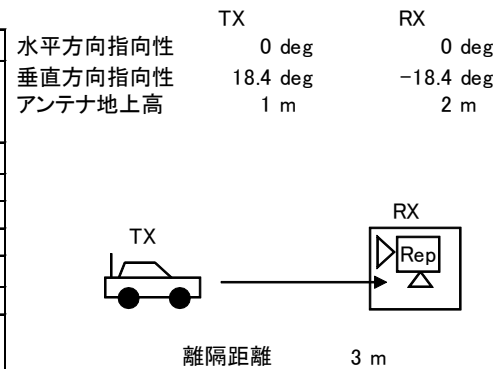 TX RX
水平方向指向性 0 deg 0 deg
垂直方向指向性 18.4 deg -18.4 deg
アンテナ地上高 1 m 2 m
RX
TX
Rep
離隔距離 3 m